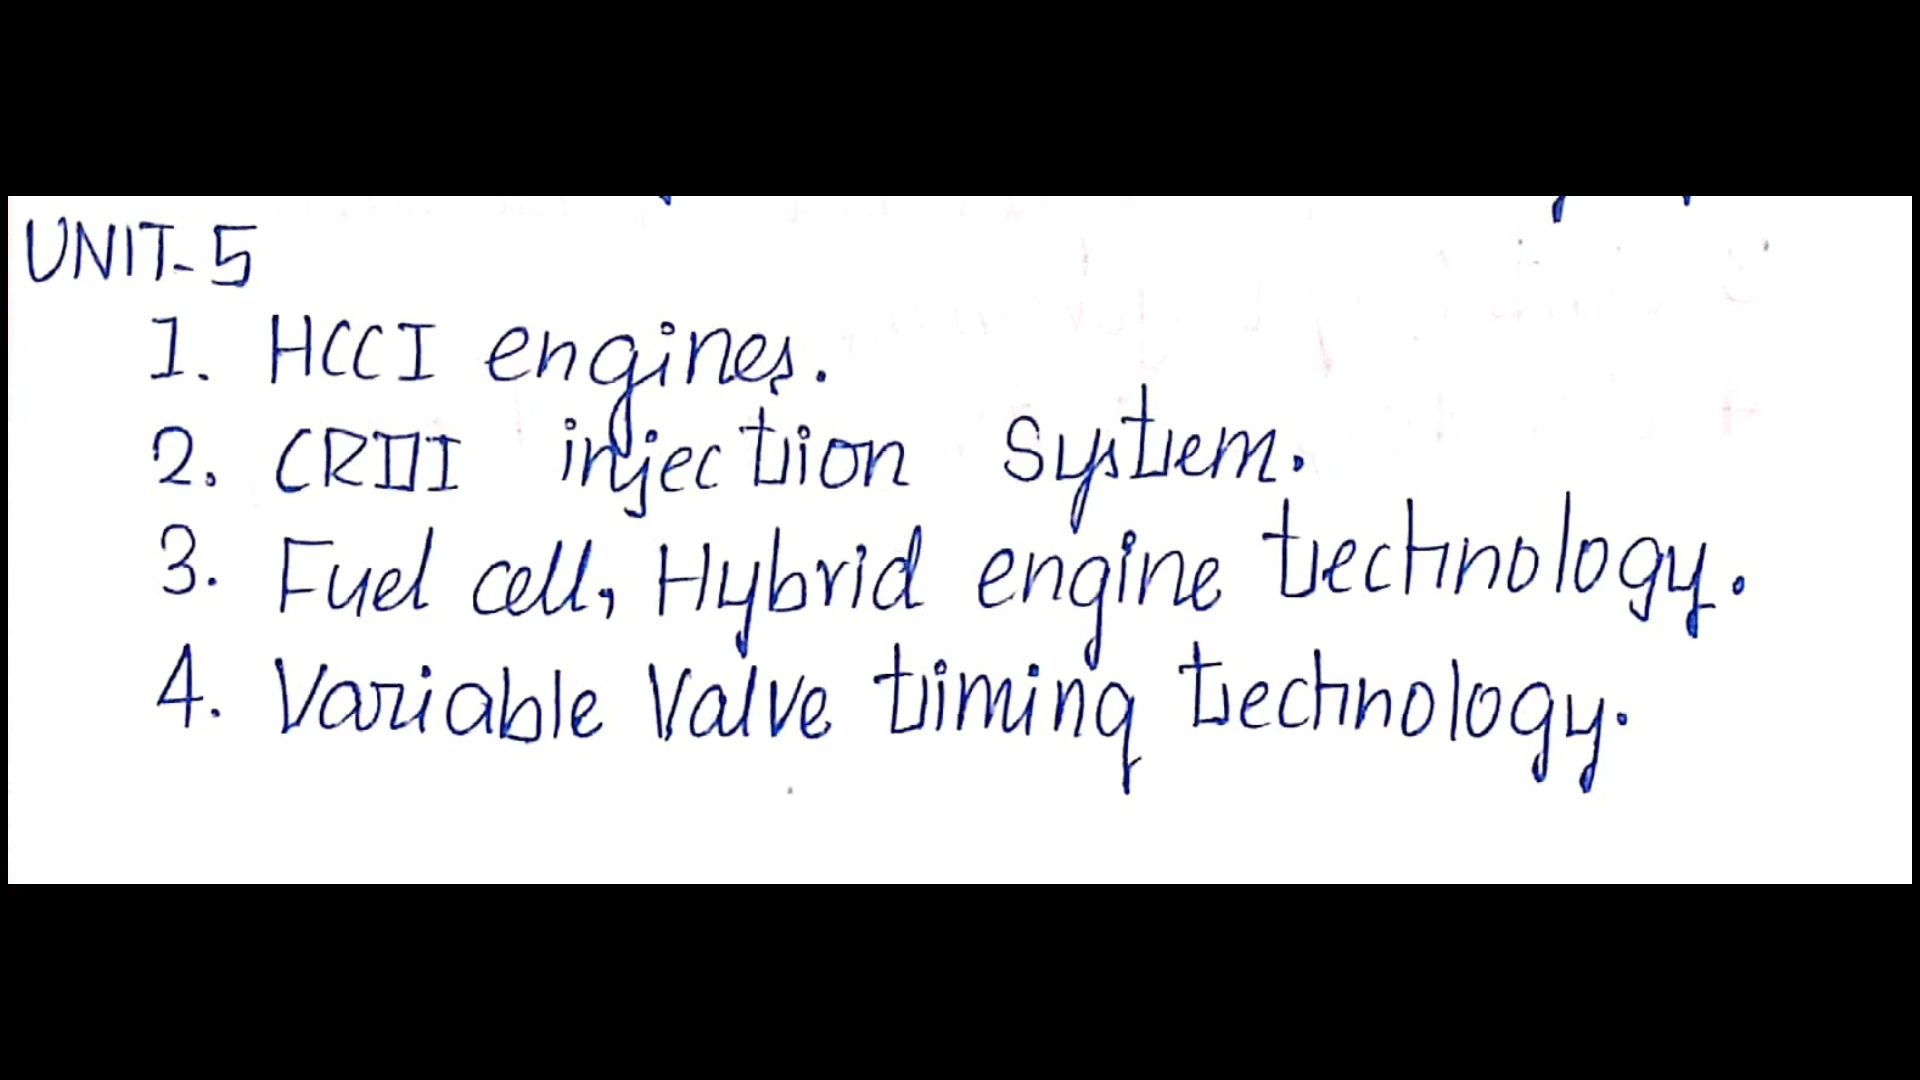 UNIT-5
1. HCCI engines.
2. CRDI injection system.
3. Fuel cell, Hybrid engine technology.
4. Variable Valve timing technology.